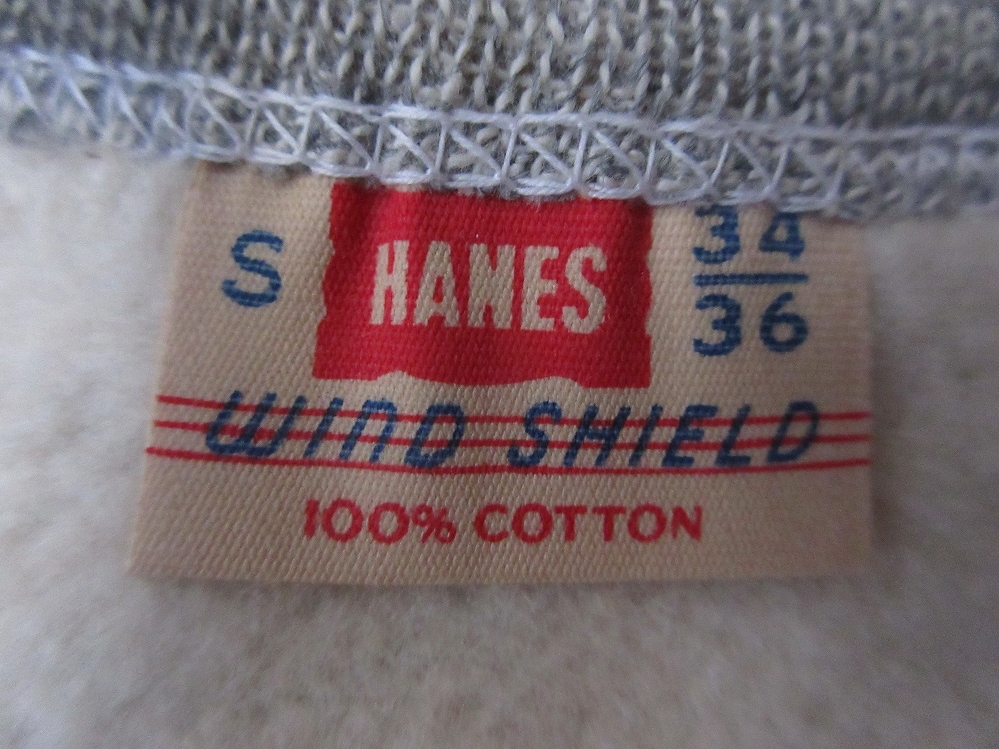 S HANES 34
36
WIND SHIELD
100% COTTON